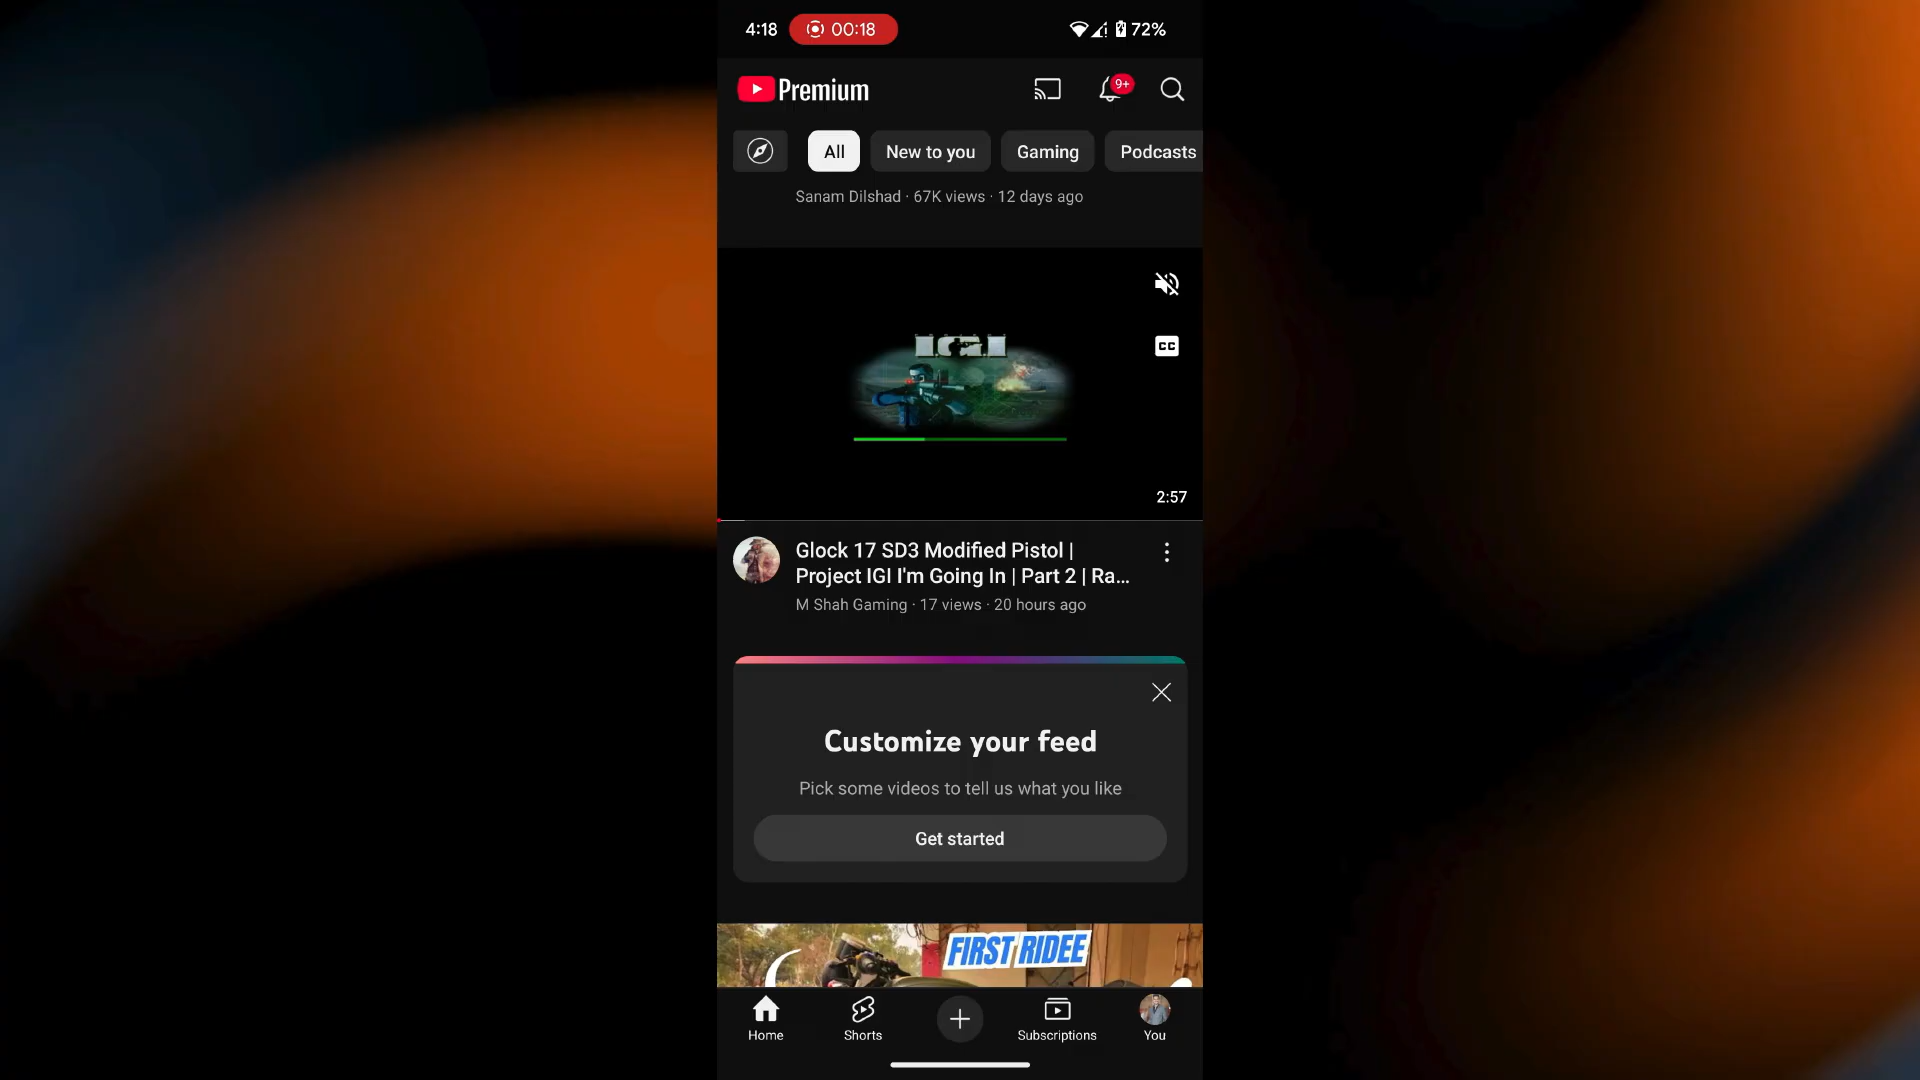 4:18 00:18 72%
Premium 9+
All New to you Gaming Podcasts
Sanam Dilshad · 67K views · 12 days ago
I.G.I
CC
2:57
Glock 17 SD3 Modified Pistol |
Project IGI I'm Going In | Part 2 | Ra...
M Shah Gaming · 17 views · 20 hours ago
Customize your feed
Pick some videos to tell us what you like
Get started
FIRST RIDEE
Home Shorts Subscriptions You